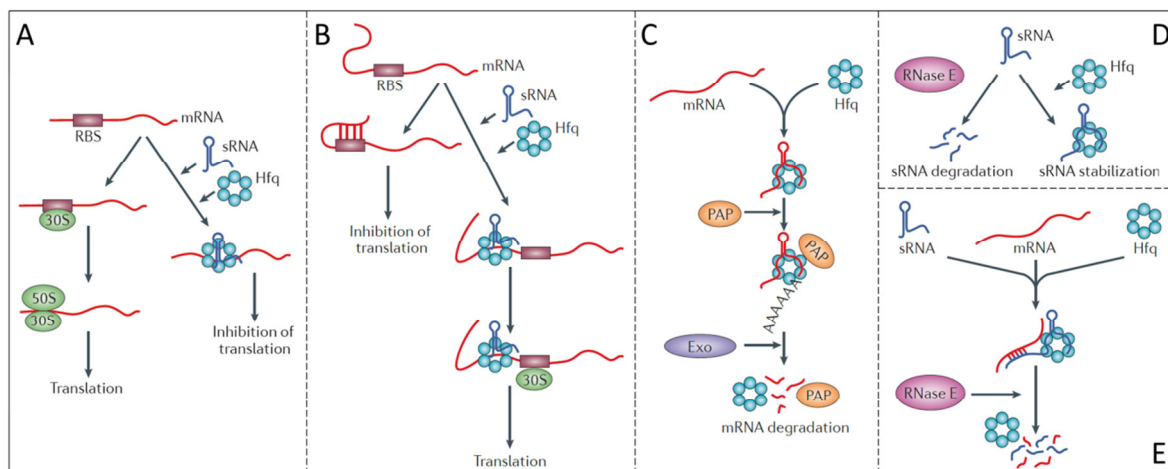 A
RBS
mRNA
sRNA
Hfq
30S
50S
30S
Translation
Inhibition of
translation
B
mRNA
RBS
sRNA
Hfq
Inhibition of
translation
30S
Translation
C
mRNA
Hfq
PAP
PAP
AAAAAA
Exo
PAP
mRNA degradation
D
sRNA
RNase E
Hfq
sRNA degradation
sRNA stabilization
sRNA
mRNA
Hfq
RNase E
E